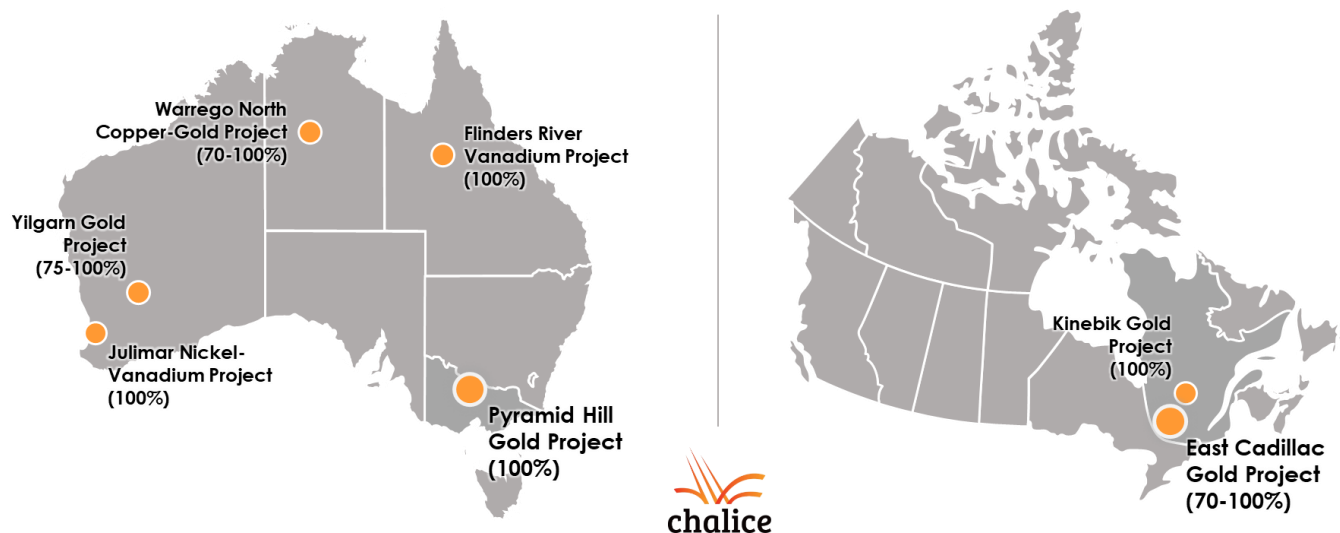 Warrego North
Copper-Gold Project
(70-100%)
Flinders River
Vanadium Project
(100%)
Yilgarn Gold
Project
(75-100%)
Julimar Nickel-
Vanadium Project
(100%)
Pyramid Hill
Gold Project
(100%)
chalice
Kinebik Gold
Project
(100%)
East Cadillac
Gold Project
(70-100%)